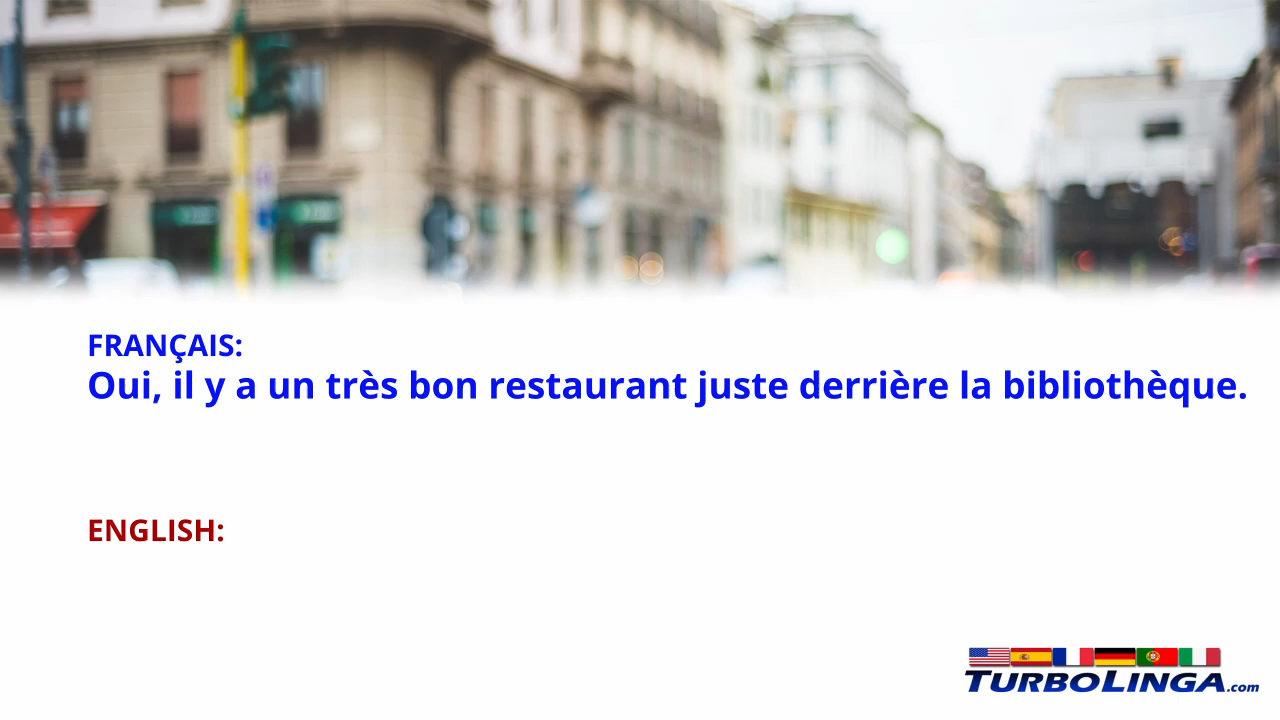 FRANÇAIS:
Oui, il y a un très bon restaurant juste derrière la bibliothèque.
ENGLISH:
TURBOLINGA.com